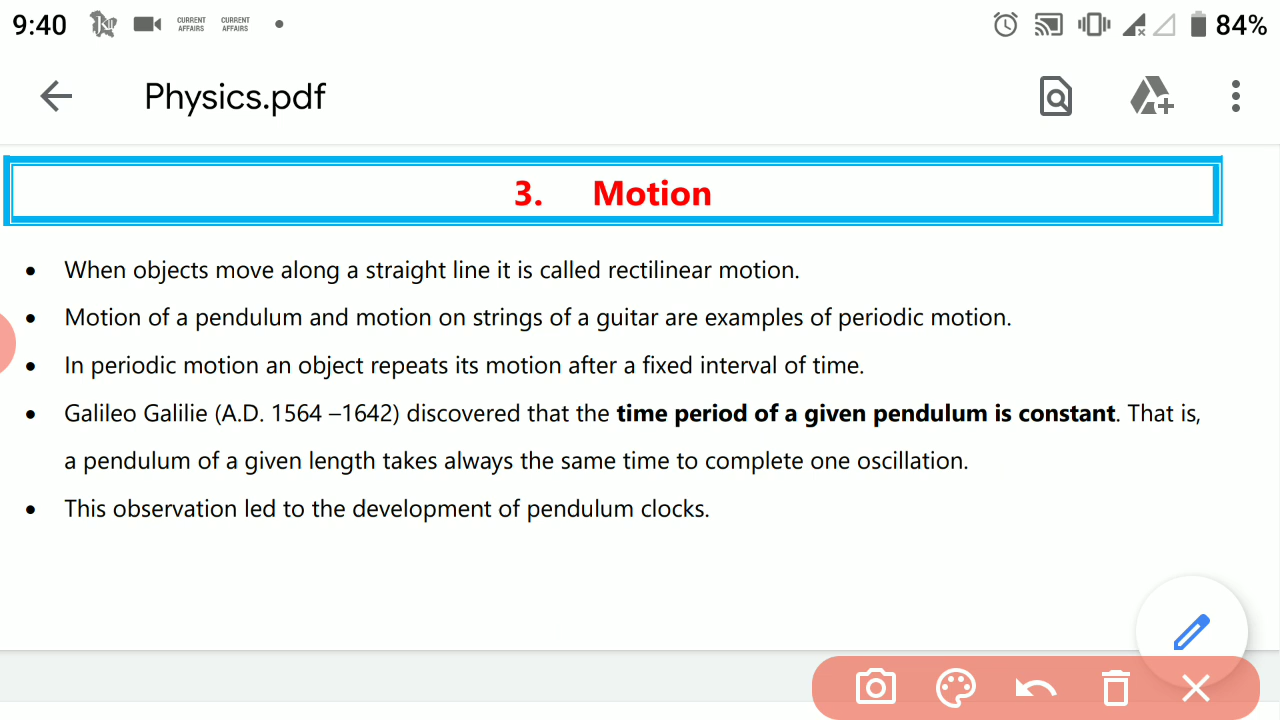 9:40
CURRENT AFFAIRS CURRENT AFFAIRS
84%
Physics.pdf
3. Motion
• When objects move along a straight line it is called rectilinear motion.
• Motion of a pendulum and motion on strings of a guitar are examples of periodic motion.
• In periodic motion an object repeats its motion after a fixed interval of time.
• Galileo Galilie (A.D. 1564 –1642) discovered that the time period of a given pendulum is constant. That is,
a pendulum of a given length takes always the same time to complete one oscillation.
• This observation led to the development of pendulum clocks.